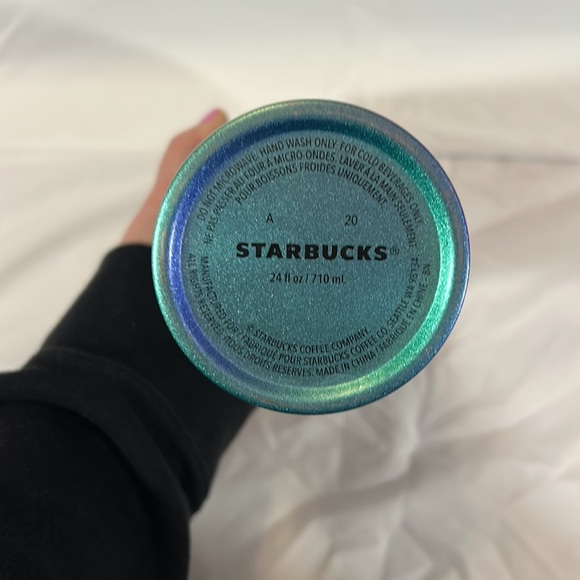 DO NOT MICROWAVE. HAND WASH ONLY. FOR COLD BEVERAGES ONLY.
NE PAS PASSER AU FOUR À MICRO-ONDES. LAVER À LA MAIN SEULEMENT.
POUR BOISSONS FROIDES UNIQUEMENT.
A 20
STARBUCKS®
24 fl oz / 710 mL
© STARBUCKS COFFEE COMPANY.
MANUFACTURED FOR / FABRIQUÉ POUR STARBUCKS COFFEE CO. SEATTLE WA 98134
ALL RIGHTS RESERVED. TOUS DROITS RÉSERVÉS. MADE IN CHINA / FABRIQUÉ EN CHINE